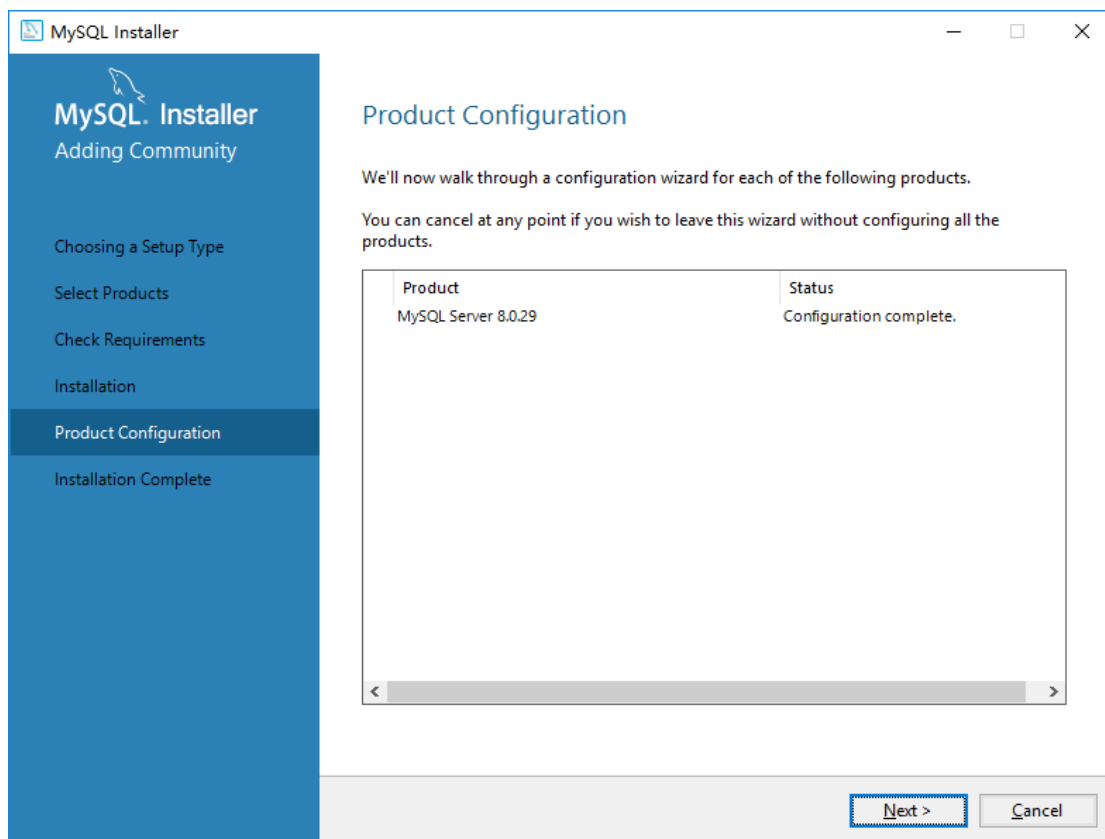 MySQL Installer
MySQL. Installer
Adding Community
Choosing a Setup Type
Select Products
Check Requirements
Installation
Product Configuration
Installation Complete
Product Configuration
We'll now walk through a configuration wizard for each of the following products.
You can cancel at any point if you wish to leave this wizard without configuring all the
products.
Product Status
MySQL Server 8.0.29 Configuration complete.
Next > Cancel